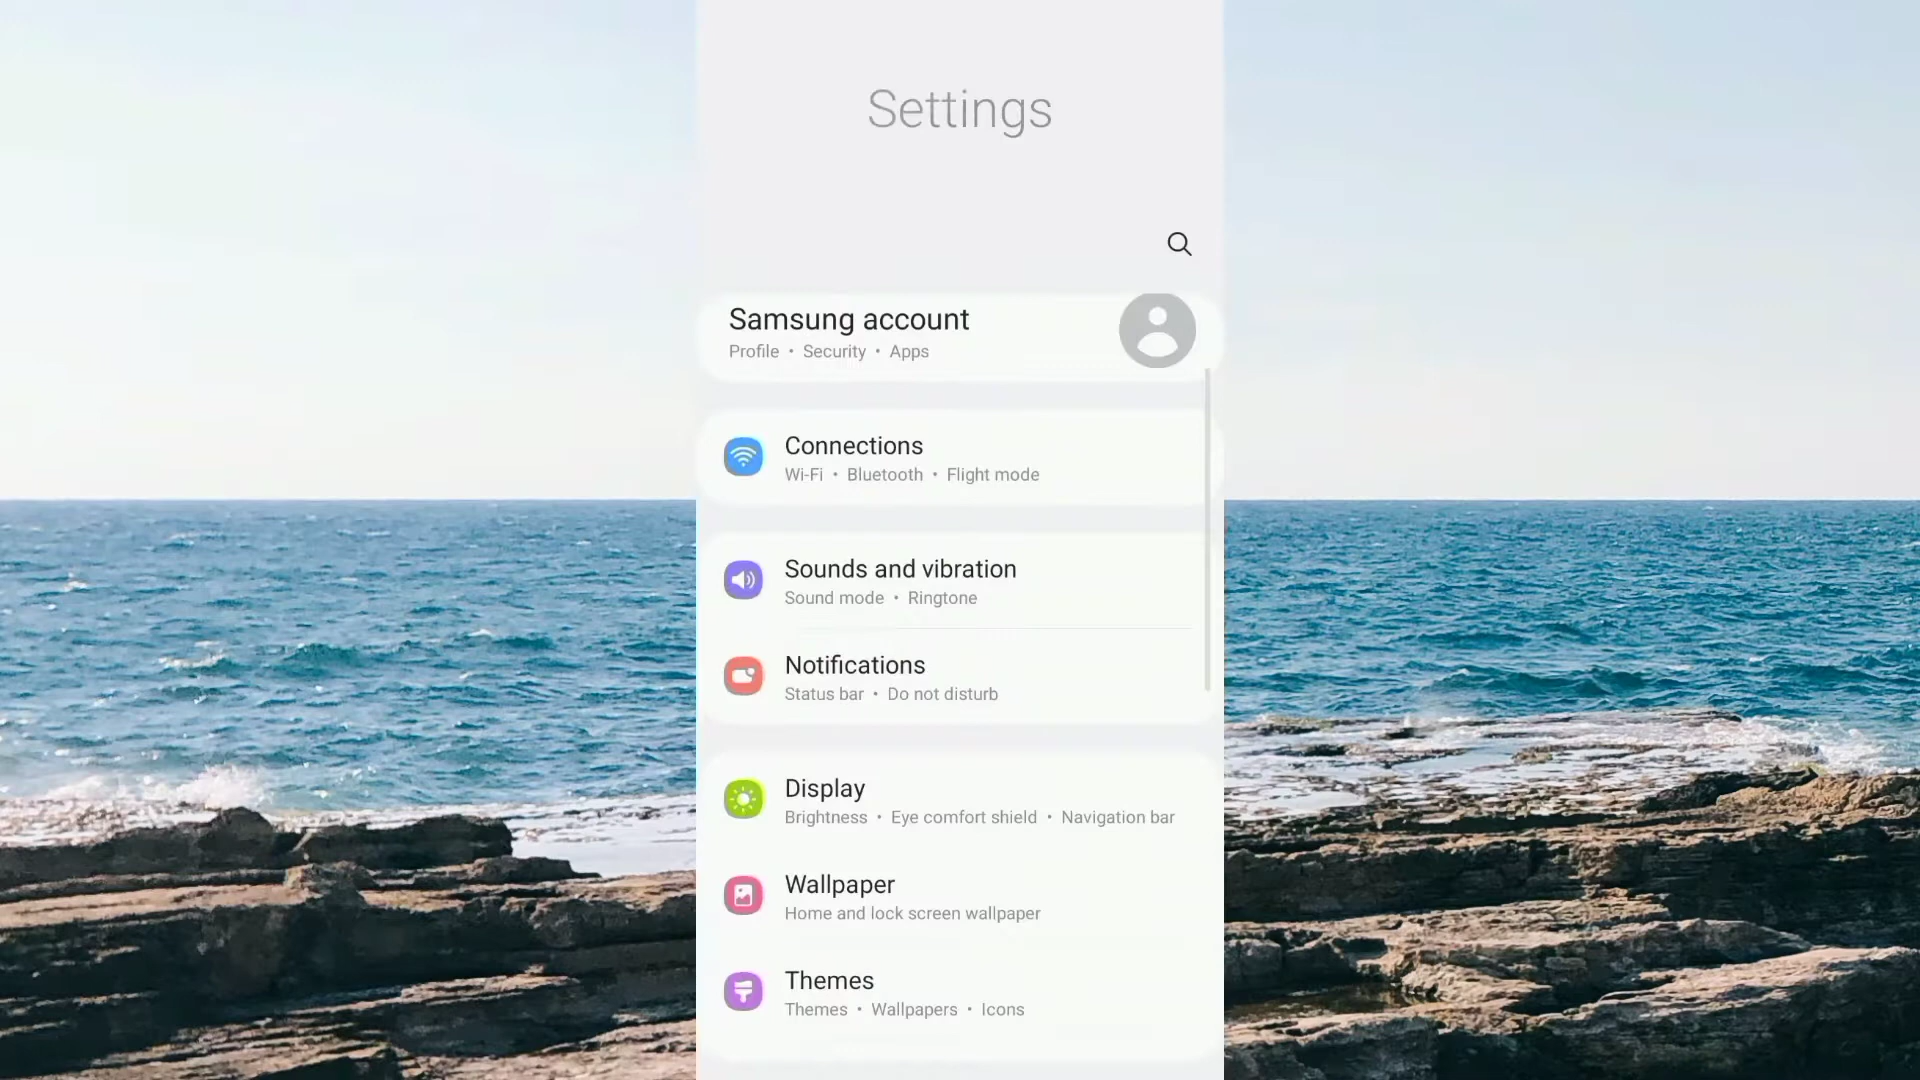 Settings
Samsung account
Profile • Security • Apps
Connections
Wi-Fi • Bluetooth • Flight mode
Sounds and vibration
Sound mode • Ringtone
Notifications
Status bar • Do not disturb
Display
Brightness • Eye comfort shield • Navigation bar
Wallpaper
Home and lock screen wallpaper
Themes
Themes • Wallpapers • Icons